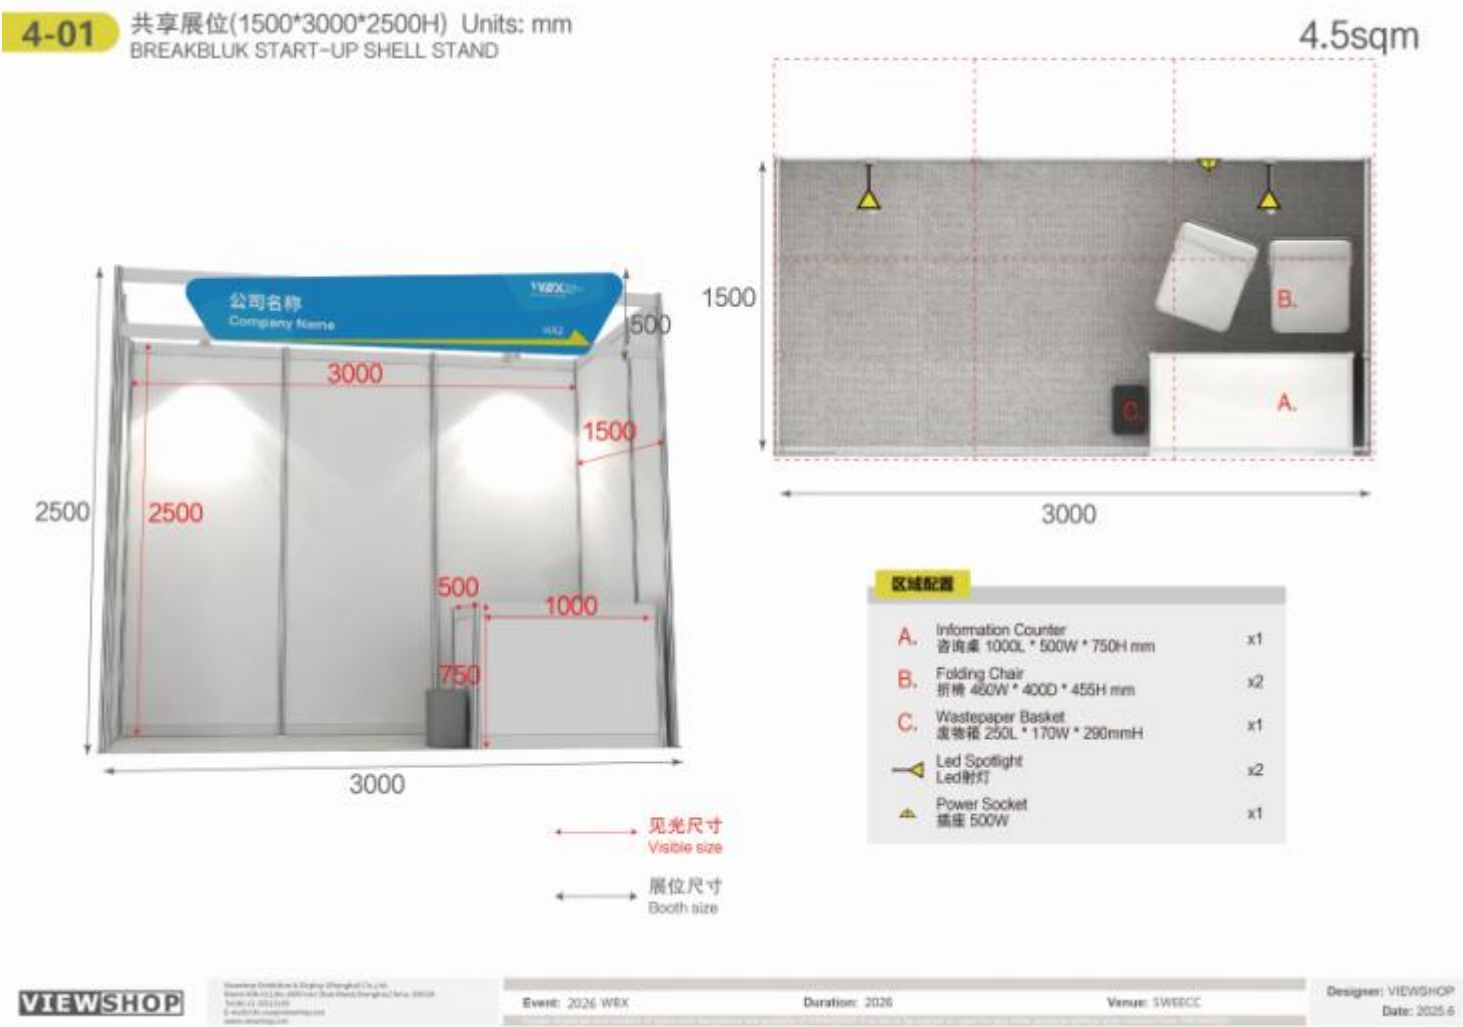 4-01
共享展位(1500*3000*2500H) Units: mm
BREAKBLUK START-UP SHELL STAND
4.5sqm
公司名称
Company Name
WBX
HX2
500
3000
1500
2500
2500
500
1000
750
3000
1500
B.
C.
A.
3000
区域配置
A. Information Counter x1
咨询桌 1000L * 500W * 750H mm
B. Folding Chair x2
折椅 460W * 400D * 455H mm
C. Wastepaper Basket x1
废物箱 250L * 170W * 290mmH
Led Spotlight x2
Led射灯
Power Socket x1
插座 500W
见光尺寸
Visible size
展位尺寸
Booth size
VIEWSHOP
Event: 2026 WBX
Duration: 2026
Venue: SWEECC
Designer: VIEWSHOP
Date: 2025.6